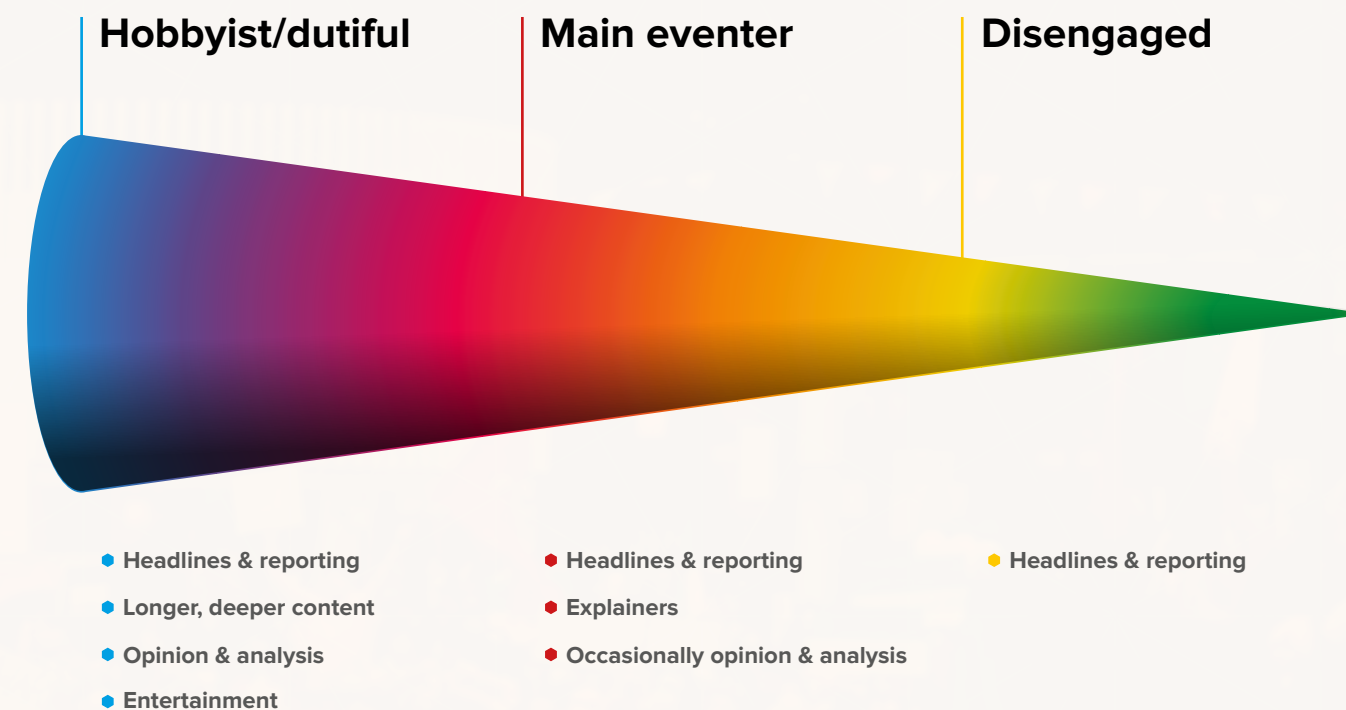 Hobbyist/dutiful
Main eventer
Disengaged
Headlines & reporting
Longer, deeper content
Opinion & analysis
Entertainment
Headlines & reporting
Explainers
Occasionally opinion & analysis
Headlines & reporting